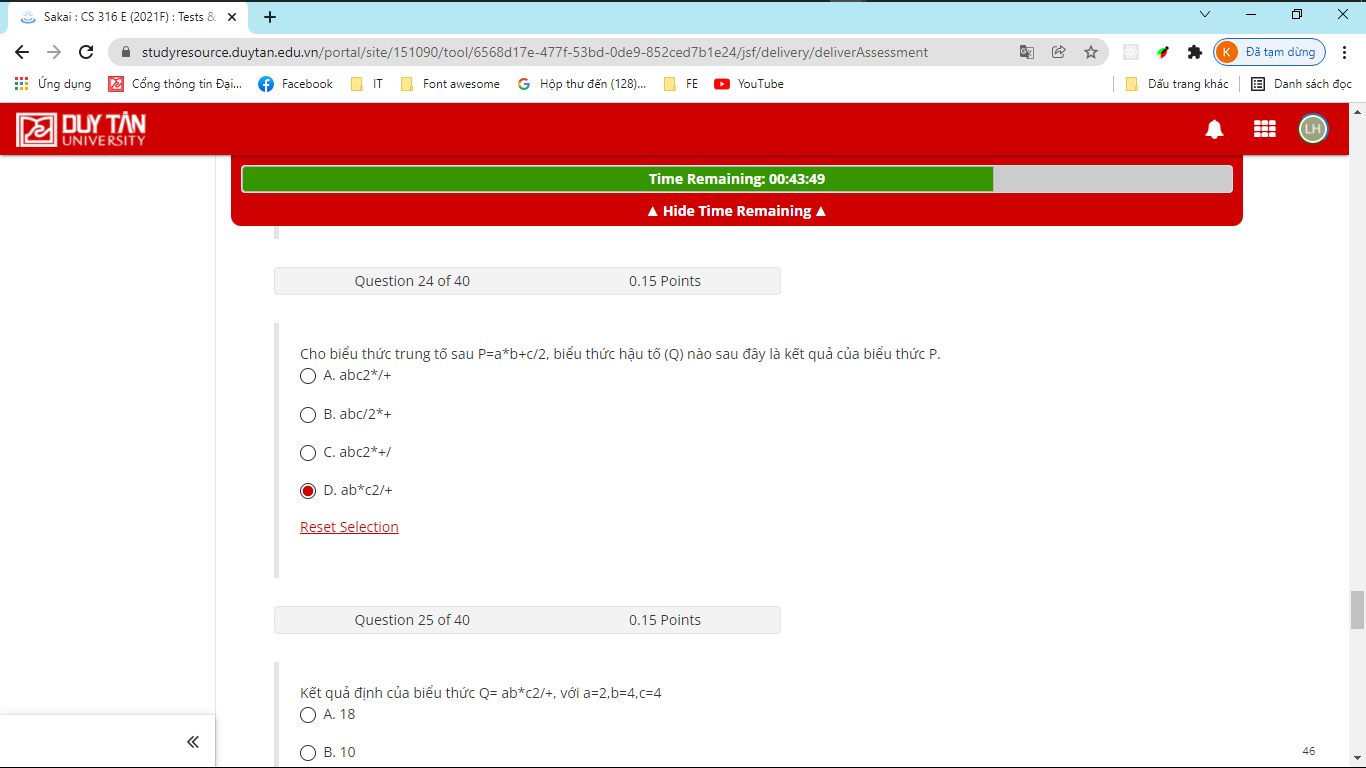 Sakai : CS 316 E (2021F) : Tests &
studyresource.duytan.edu.vn/portal/site/151090/tool/6568d17e-477f-53bd-0de9-852ced7b1e24/jsf/delivery/deliverAssessment
K Đã tạm dừng
Ứng dụng Cổng thông tin Đại... Facebook IT Font awesome Hộp thư đến (128)... FE YouTube Dấu trang khác Danh sách đọc
DUY TÂN
UNIVERSITY
LH
Time Remaining: 00:43:49
▲ Hide Time Remaining ▲
Question 24 of 40 0.15 Points
Cho biểu thức trung tố sau P=a*b+c/2, biểu thức hậu tố (Q) nào sau đây là kết quả của biểu thức P.
A. abc2*/+
B. abc/2*+
C. abc2*+/
D. ab*c2/+
Reset Selection
Question 25 of 40 0.15 Points
Kết quả định của biểu thức Q= ab*c2/+, với a=2,b=4,c=4
A. 18
B. 10
46